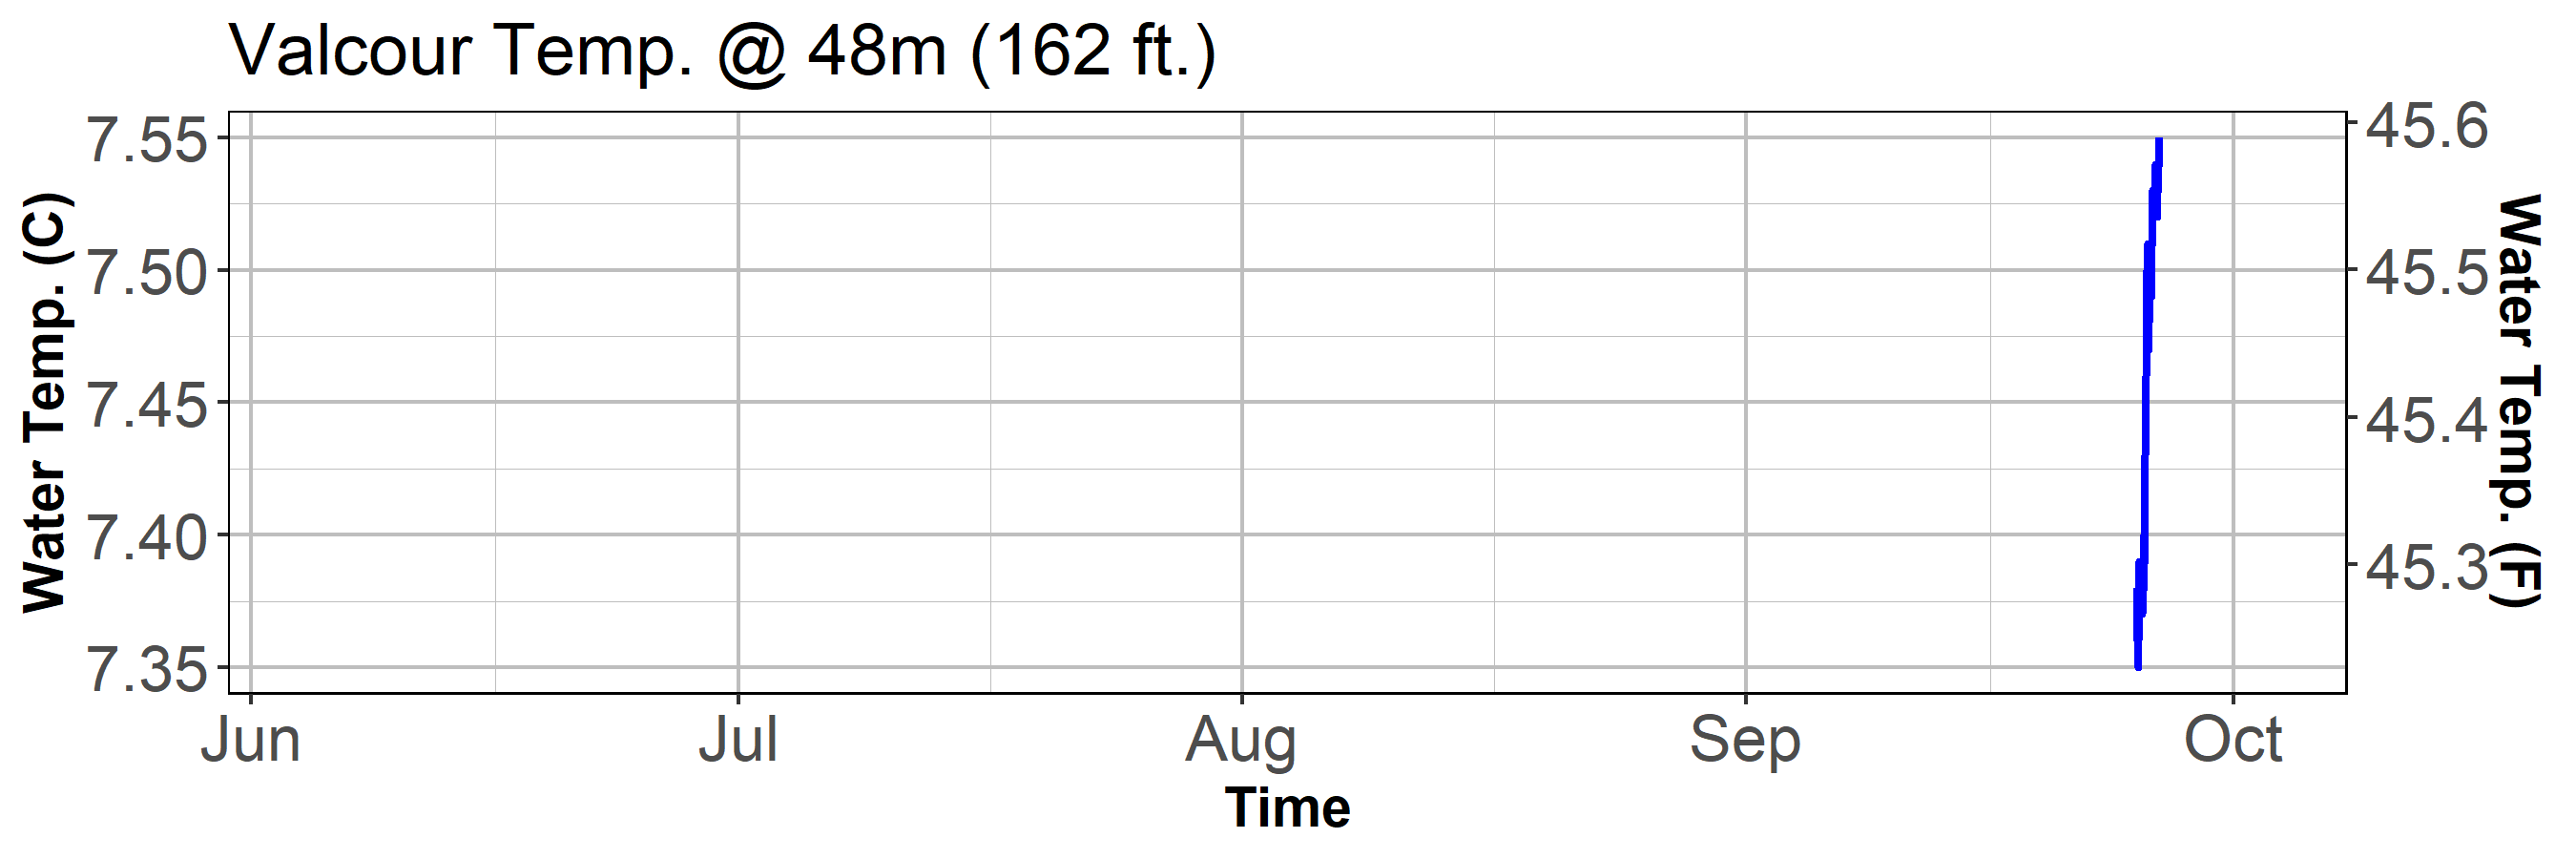 Valcour Temp. @ 48m (162 ft.)
Water Temp. (C)
7.55
7.50
7.45
7.40
7.35
45.6
45.5
45.4
45.3
Water Temp. (F)
Jun Jul Aug Sep Oct
Time